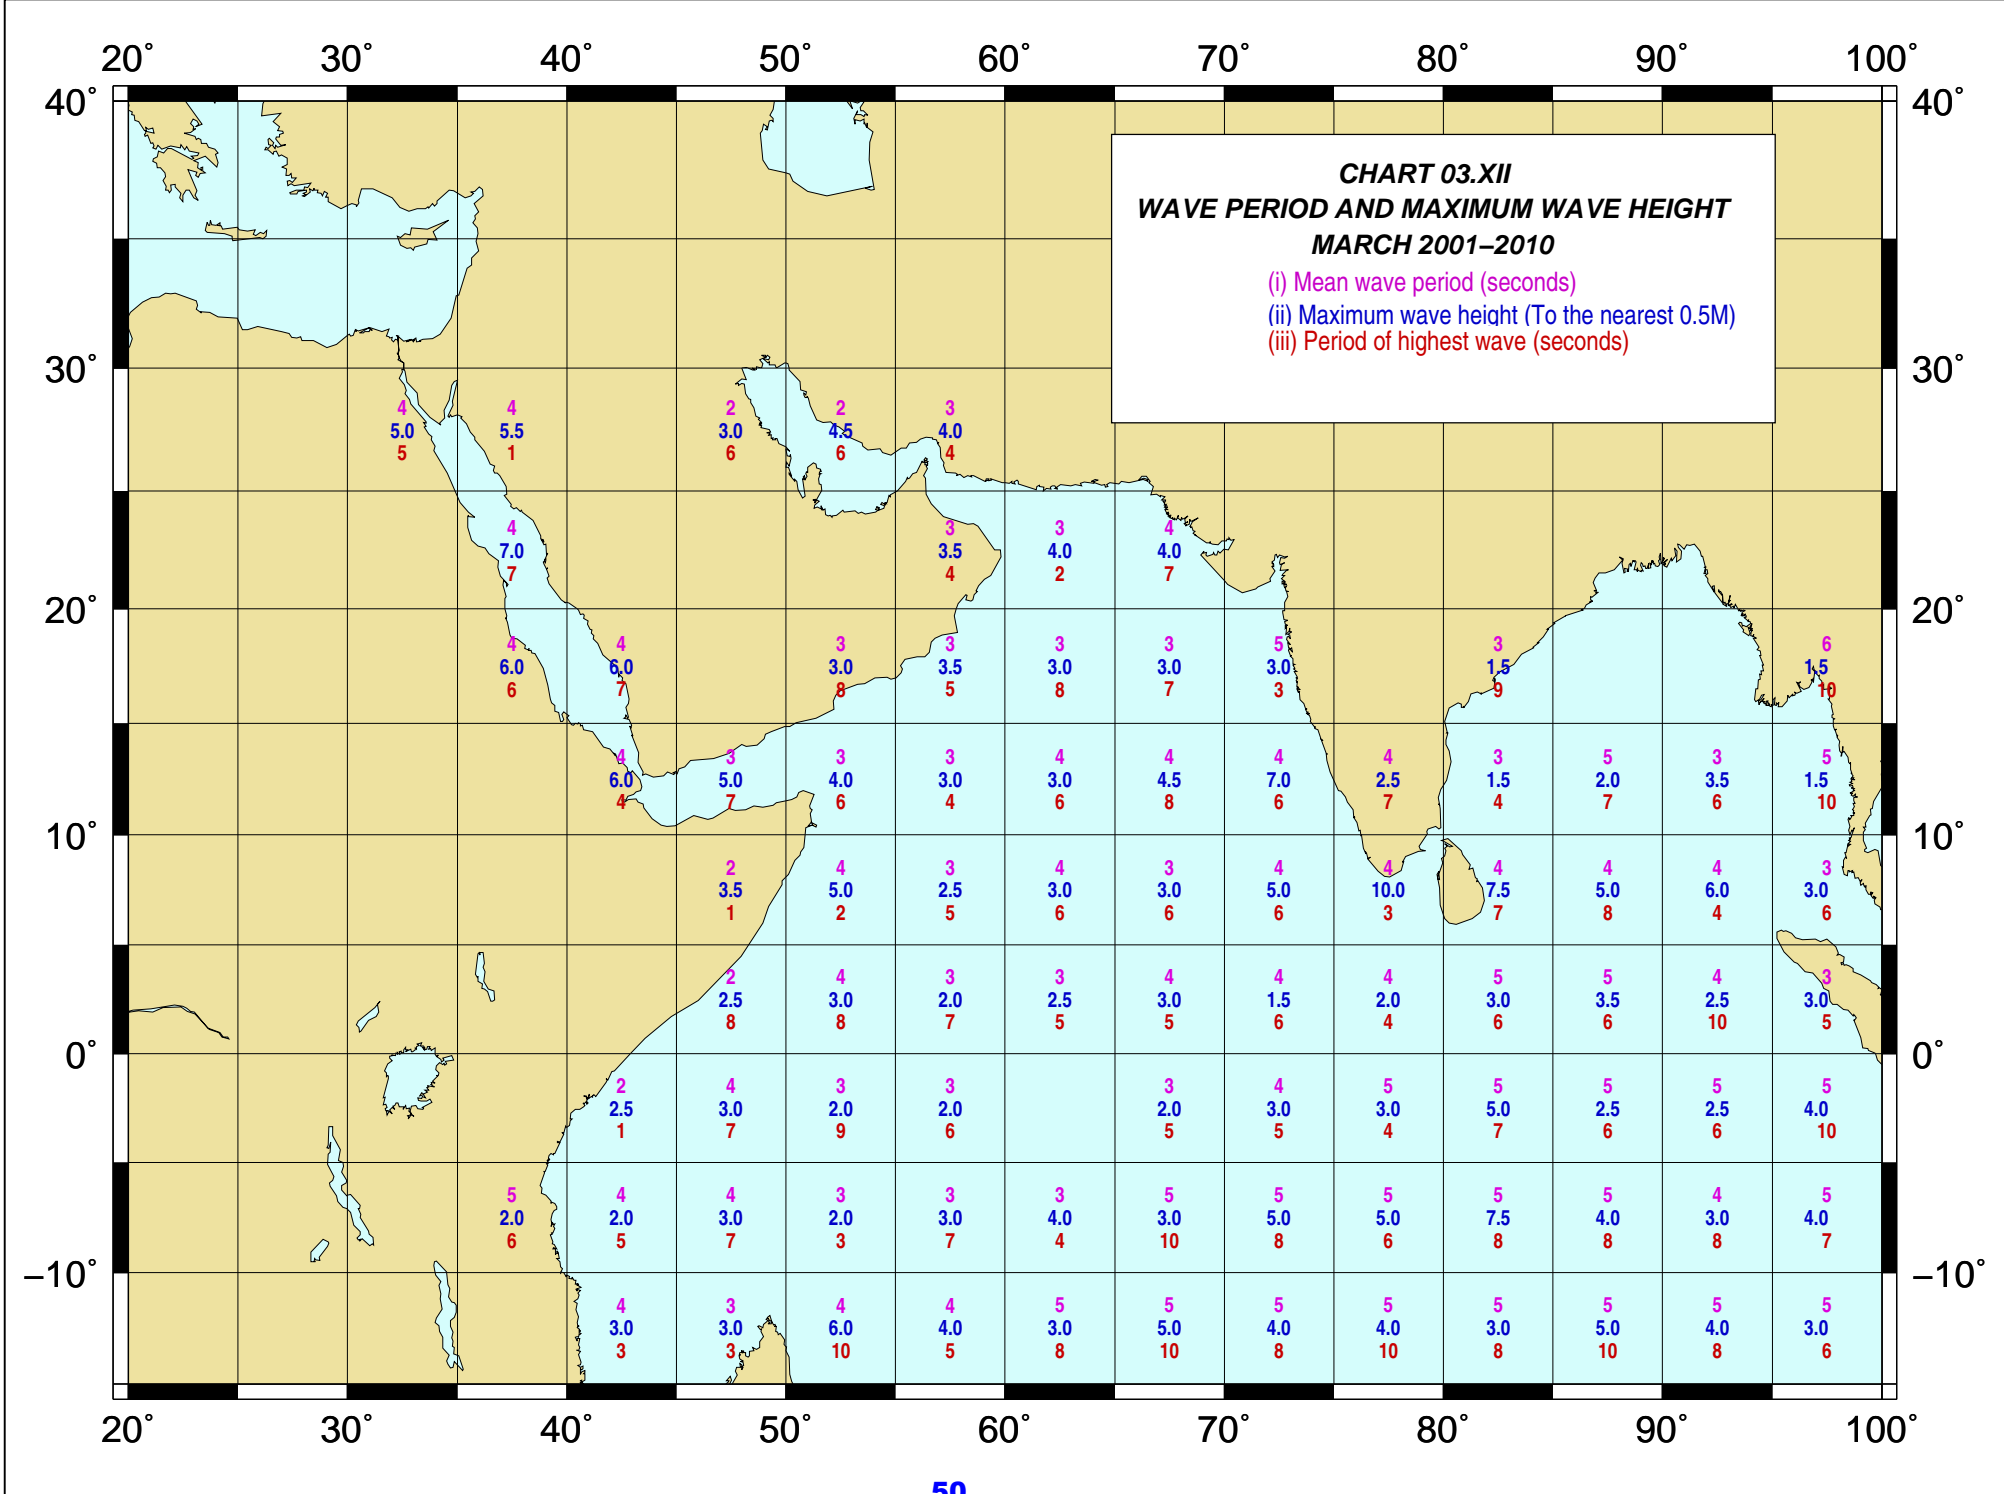 20° 30° 40° 50° 60° 70° 80° 90° 100°
40° 40°
CHART 03.XII
WAVE PERIOD AND MAXIMUM WAVE HEIGHT
MARCH 2001–2010
(i) Mean wave period (seconds)
(ii) Maximum wave height (To the nearest 0.5M)
(iii) Period of highest wave (seconds)
30° 30°
4 4 2 2 3
5.0 5.5 3.0 4.5 4.0
5 1 6 6 4
4 3 3 4
7.0 3.5 4.0 4.0
7 4 2 7
20° 20°
4 4 3 3 3 3 5 3 6
6.0 6.0 3.0 3.5 3.0 3.0 3.0 1.5 1.5
6 7 8 5 8 7 3 9 10
4 3 3 3 4 4 4 4 3 5 3 5
6.0 5.0 4.0 3.0 3.0 4.5 7.0 2.5 1.5 2.0 3.5 1.5
4 7 6 4 6 8 6 7 4 7 6 10
10° 10°
2 4 3 4 3 4 4 4 4 4 3
3.5 5.0 2.5 3.0 3.0 5.0 10.0 7.5 5.0 6.0 3.0
1 2 5 6 6 6 3 7 8 4 6
2 4 3 3 4 4 4 5 5 4 3
2.5 3.0 2.0 2.5 3.0 1.5 2.0 3.0 3.5 2.5 3.0
8 8 7 5 5 6 4 6 6 10 5
0° 0°
2 4 3 3 3 4 5 5 5 5 5
2.5 3.0 2.0 2.0 2.0 3.0 3.0 5.0 2.5 2.5 4.0
1 7 9 6 5 5 4 7 6 6 10
5 4 4 3 3 3 5 5 5 5 5 4 5
2.0 2.0 3.0 2.0 3.0 4.0 3.0 5.0 5.0 7.5 4.0 3.0 4.0
6 5 7 3 7 4 10 8 6 8 8 8 7
–10° –10°
4 3 4 4 5 5 5 5 5 5 5 5
3.0 3.0 6.0 4.0 3.0 5.0 4.0 4.0 3.0 5.0 4.0 3.0
3 3 10 5 8 10 8 10 8 10 8 6
20° 30° 40° 50° 60° 70° 80° 90° 100°
50